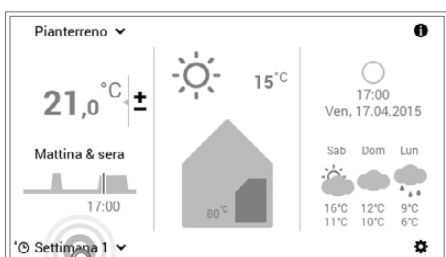 Pianterreno
21,0 °C ±
Mattina & sera
17:00
Settimana 1
15°C
80°C
17:00
Ven, 17.04.2015
Sab Dom Lun
16°C 12°C 9°C
11°C 10°C 6°C